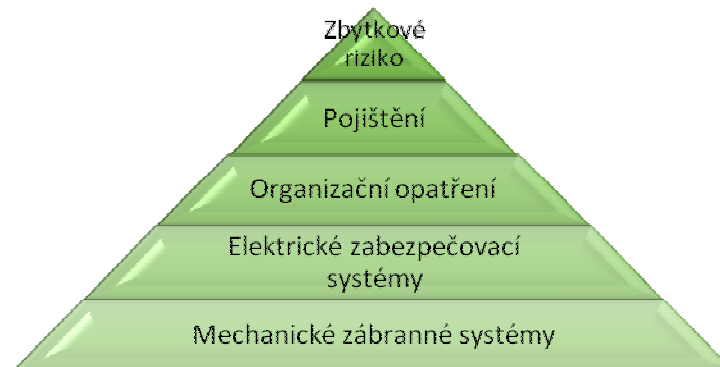 Zbytkové
riziko
Pojištění
Organizační opatření
Elektrické zabezpečovací
systémy
Mechanické zábranné systémy